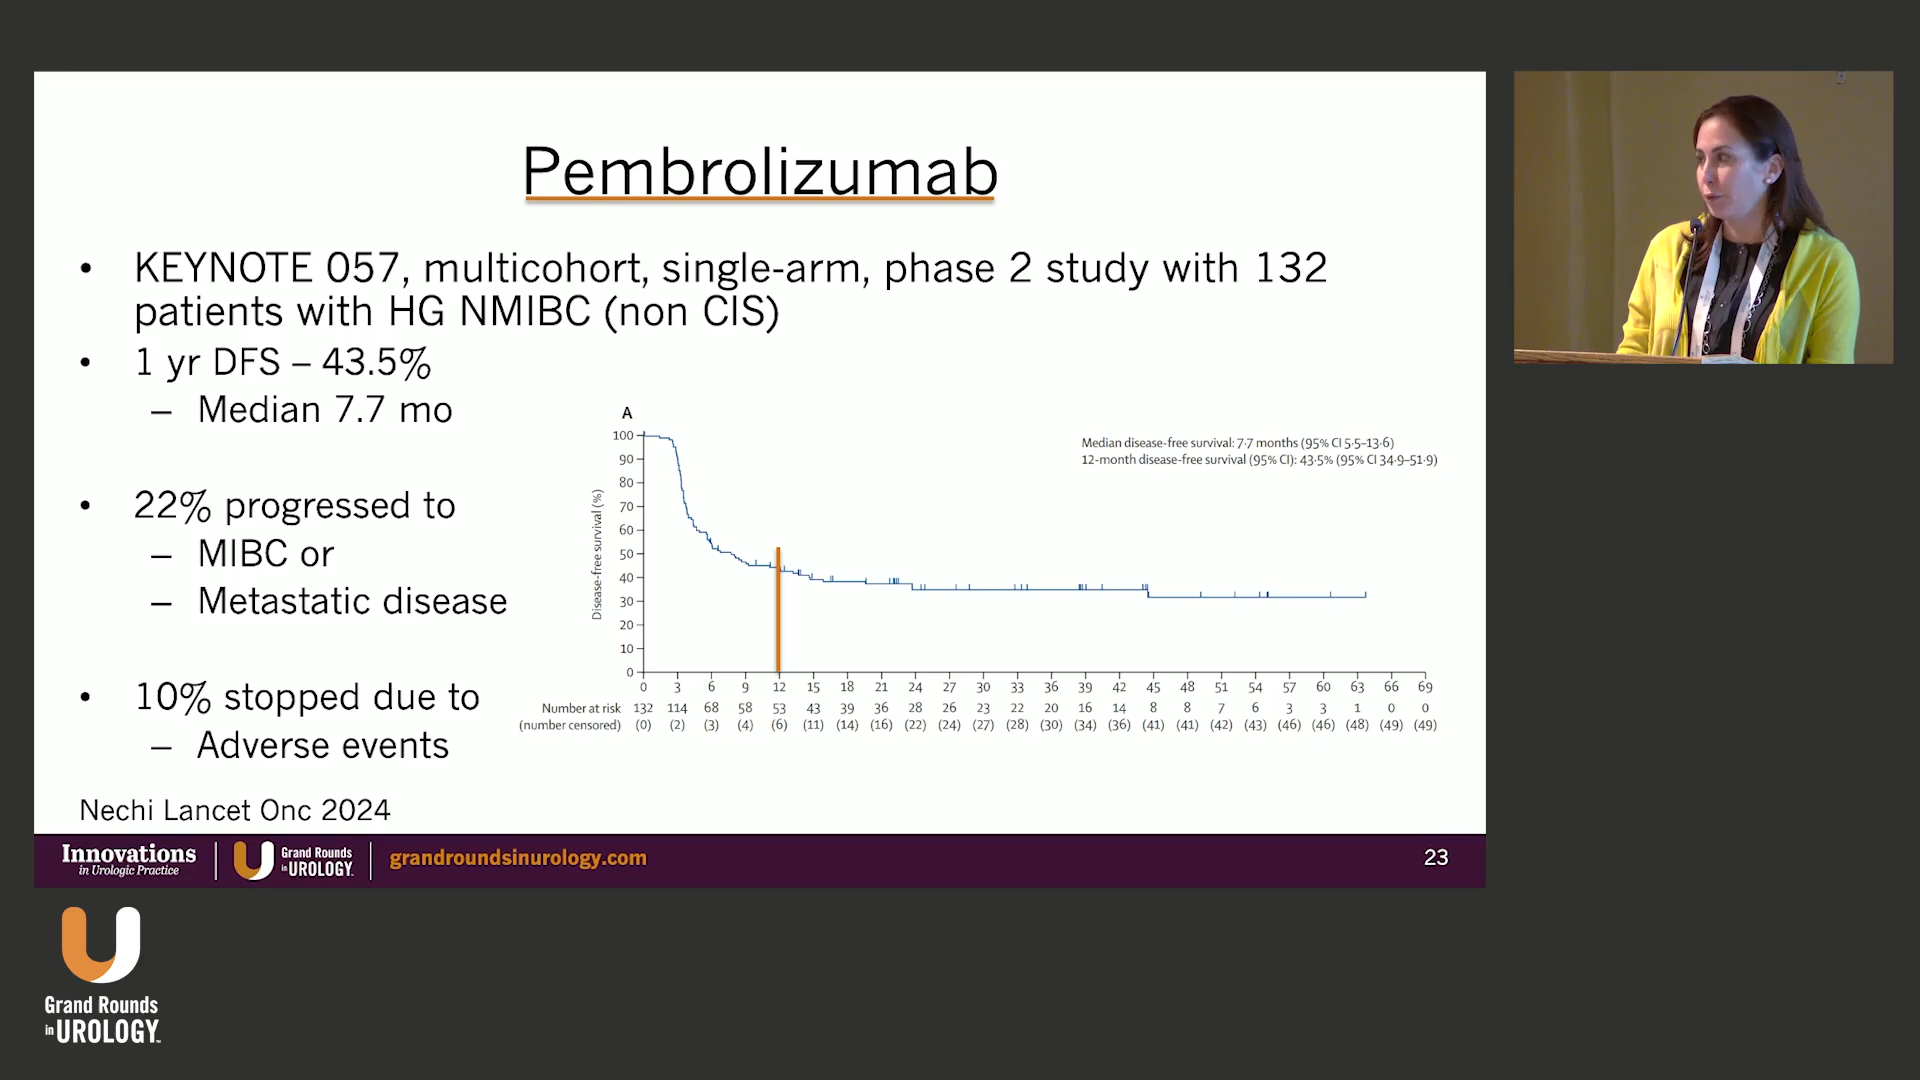 Pembrolizumab
• KEYNOTE 057, multicohort, single-arm, phase 2 study with 132
patients with HG NMIBC (non CIS)
• 1 yr DFS – 43.5%
– Median 7.7 mo
• 22% progressed to
– MIBC or
– Metastatic disease
• 10% stopped due to
– Adverse events
Nechi Lancet Onc 2024
A
Median disease-free survival: 7·7 months (95% CI 5·5–13·6)
12-month disease-free survival (95% CI): 43·5% (95% CI 34·9–51·9)
Disease-free survival (%)
100
90
80
70
60
50
40
30
20
10
0
0 3 6 9 12 15 18 21 24 27 30 33 36 39 42 45 48 51 54 57 60 63 66 69
Number at risk 132 114 68 58 53 43 39 36 28 26 23 22 20 16 14 8 8 7 6 3 3 1 0 0
(number censored) (0) (2) (3) (4) (6) (11) (14) (16) (22) (24) (27) (28) (30) (34) (36) (41) (41) (42) (43) (46) (46) (48) (49) (49)
Innovations
in Urologic Practice
Grand Rounds
in UROLOGY
grandroundsinurology.com
23
Grand Rounds
in UROLOGY